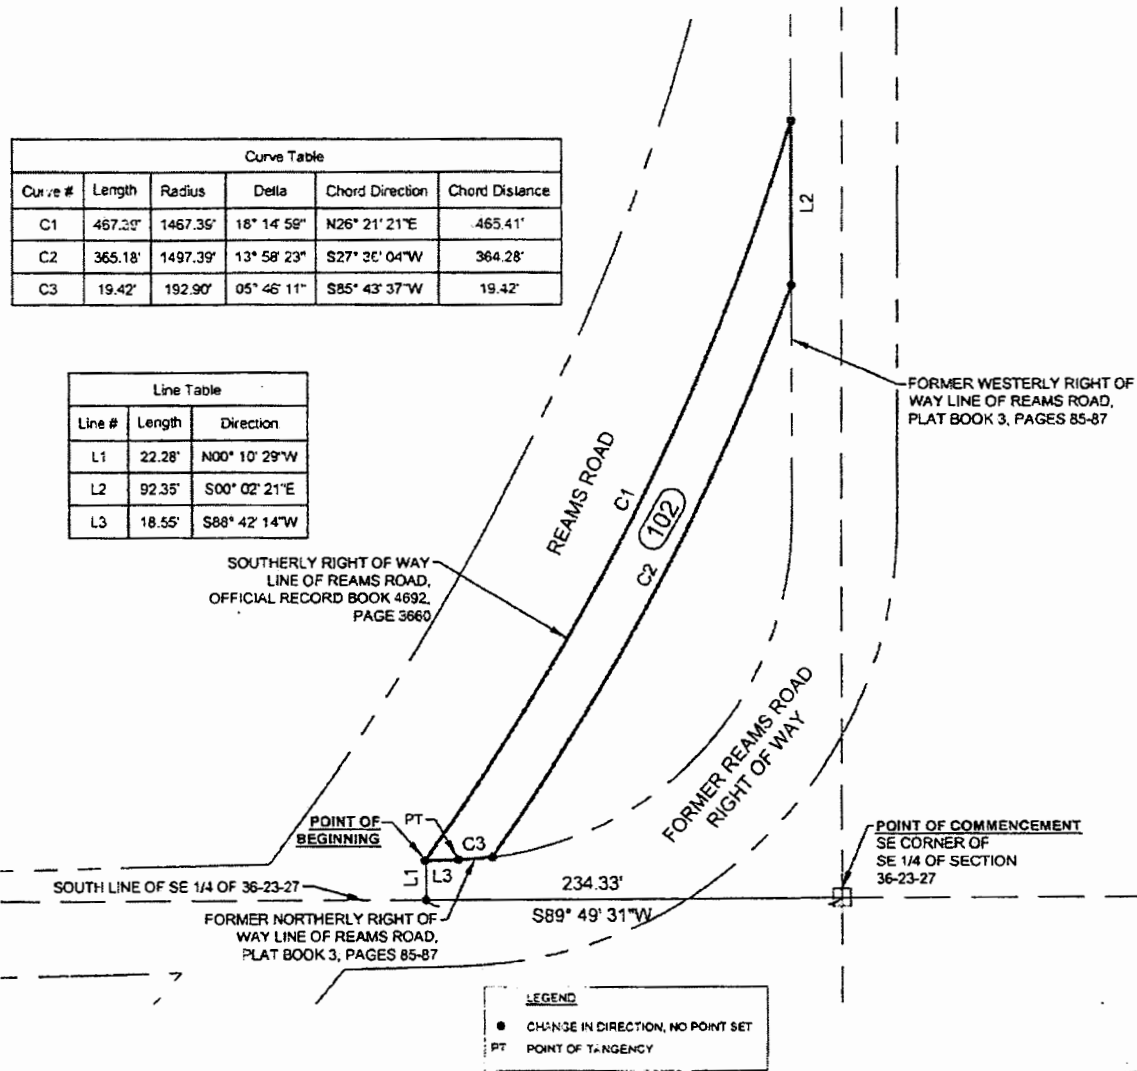 Curve Table
Curve # Length Radius Delta Chord Direction Chord Distance
C1 467.39' 1467.39' 18° 14' 59" N26° 21' 21"E 465.41'
C2 365.18' 1497.39' 13° 58' 23" S27° 36' 04"W 364.28'
C3 19.42' 192.90' 05° 46' 11" S85° 43' 37"W 19.42'
Line Table
Line # Length Direction
L1 22.28' N00° 10' 29"W
L2 92.35' S00° 02' 21"E
L3 18.55' S88° 42' 14"W
L2
FORMER WESTERLY RIGHT OF
WAY LINE OF REAMS ROAD,
PLAT BOOK 3, PAGES 85-87
REAMS ROAD
C1
102
C2
SOUTHERLY RIGHT OF WAY
LINE OF REAMS ROAD,
OFFICIAL RECORD BOOK 4692,
PAGE 3660
FORMER REAMS ROAD
RIGHT OF WAY
POINT OF
BEGINNING
PT
C3
L1
L3
POINT OF COMMENCEMENT
SE CORNER OF
SE 1/4 OF SECTION
36-23-27
SOUTH LINE OF SE 1/4 OF 36-23-27
234.33'
S89° 49' 31"W
FORMER NORTHERLY RIGHT OF
WAY LINE OF REAMS ROAD,
PLAT BOOK 3, PAGES 85-87
LEGEND
● CHANGE IN DIRECTION, NO POINT SET
PT POINT OF TANGENCY